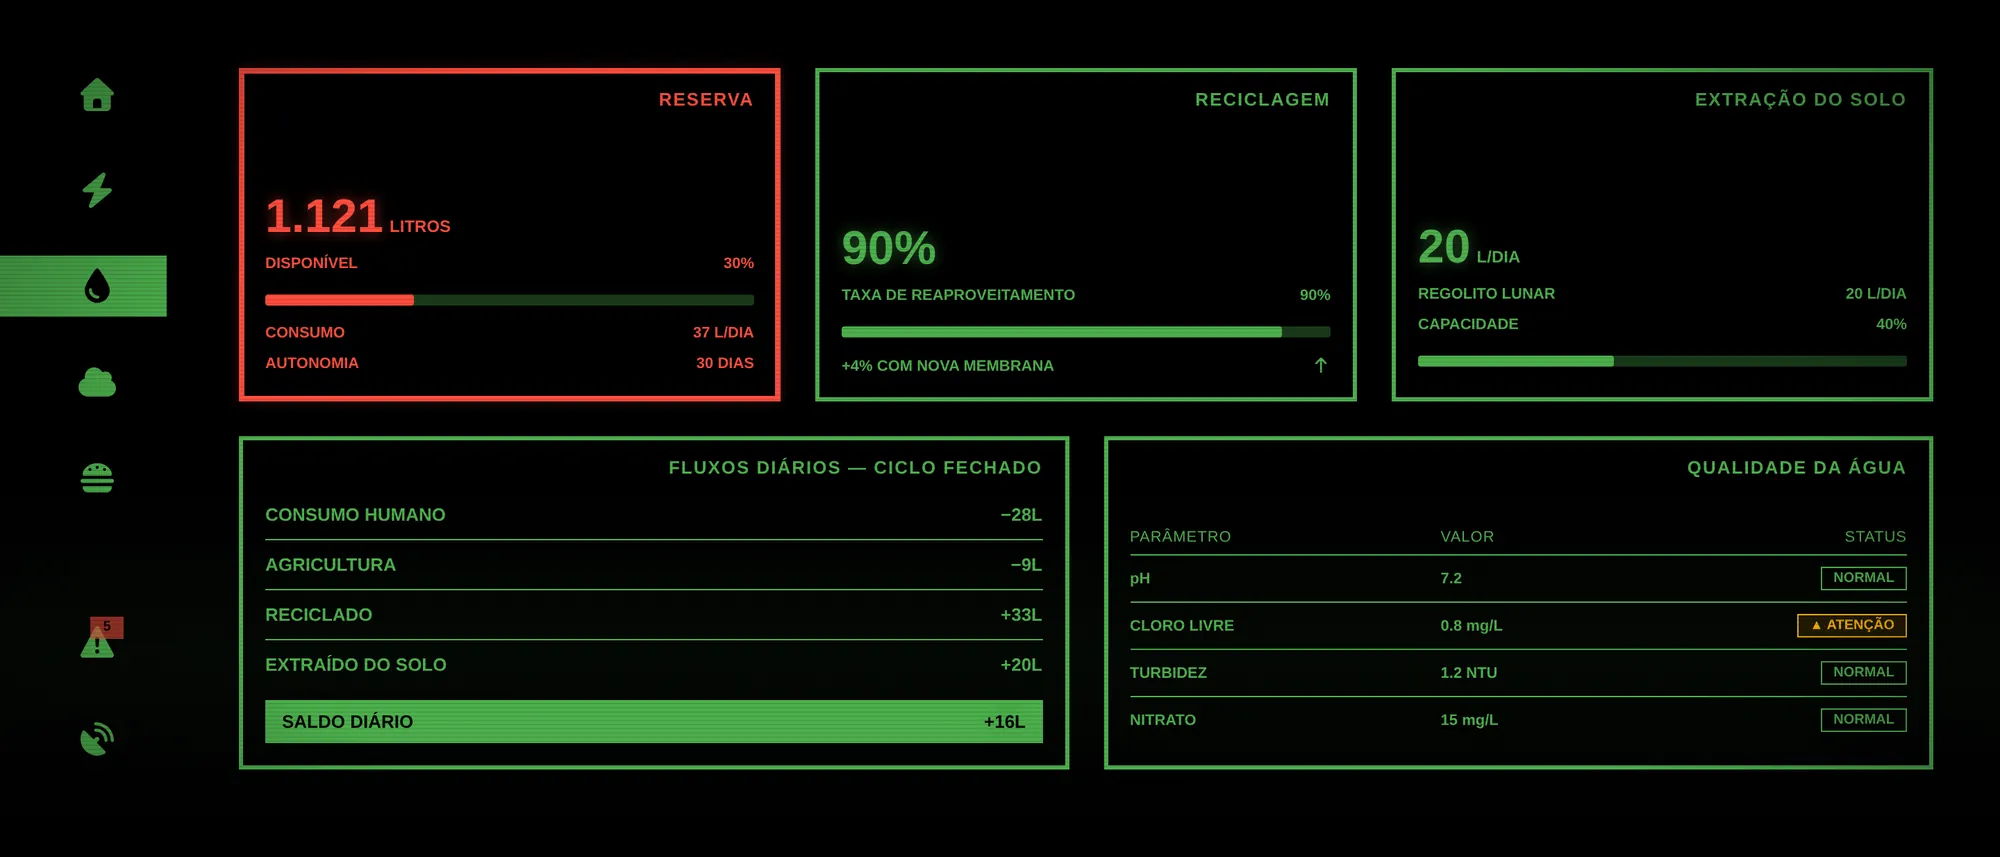 RESERVA
1.121 LITROS
DISPONÍVEL 30%
CONSUMO 37 L/DIA
AUTONOMIA 30 DIAS
RECICLAGEM
90%
TAXA DE REAPROVEITAMENTO 90%
+4% COM NOVA MEMBRANA ↑
EXTRAÇÃO DO SOLO
20 L/DIA
REGOLITO LUNAR 20 L/DIA
CAPACIDADE 40%
FLUXOS DIÁRIOS — CICLO FECHADO
CONSUMO HUMANO −28L
AGRICULTURA −9L
RECICLADO +33L
EXTRAÍDO DO SOLO +20L
SALDO DIÁRIO +16L
QUALIDADE DA ÁGUA
PARÂMETRO VALOR STATUS
pH 7.2 NORMAL
CLORO LIVRE 0.8 mg/L ▲ ATENÇÃO
TURBIDEZ 1.2 NTU NORMAL
NITRATO 15 mg/L NORMAL
5